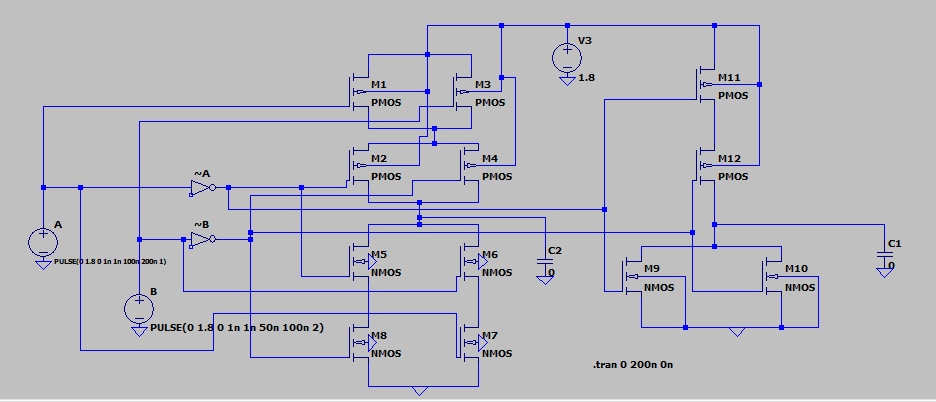 V3
1.8
M1
PMOS
M3
PMOS
M11
PMOS
M2
PMOS
M4
PMOS
M12
PMOS
~A
~B
A
PULSE(0 1.8 0 1n 1n 100n 200n 1)
B
PULSE(0 1.8 0 1n 1n 50n 100n 2)
M5
NMOS
M6
NMOS
C2
0
C1
0
M9
NMOS
M10
NMOS
M8
NMOS
M7
NMOS
.tran 0 200n 0n